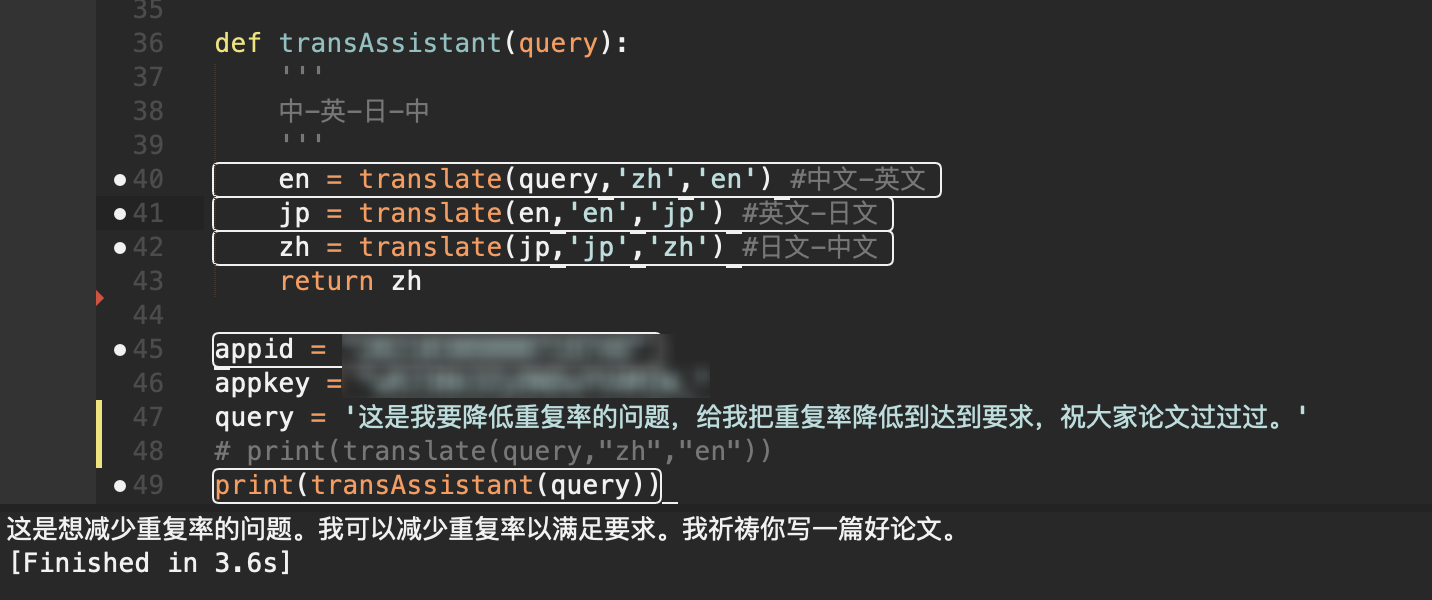 35
36 def transAssistant(query):
37 '''
38 中-英-日-中
39 '''
40 en = translate(query,'zh','en') #中文-英文
41 jp = translate(en,'en','jp') #英文-日文
42 zh = translate(jp,'jp','zh') #日文-中文
43 return zh
44
45 appid =
46 appkey =
47 query = '这是我要降低重复率的问题，给我把重复率降低到达到要求，祝大家论文过过过。'
48 # print(translate(query,"zh","en"))
49 print(transAssistant(query))
这是想减少重复率的问题。我可以减少重复率以满足要求。我祈祷你写一篇好论文。
[Finished in 3.6s]